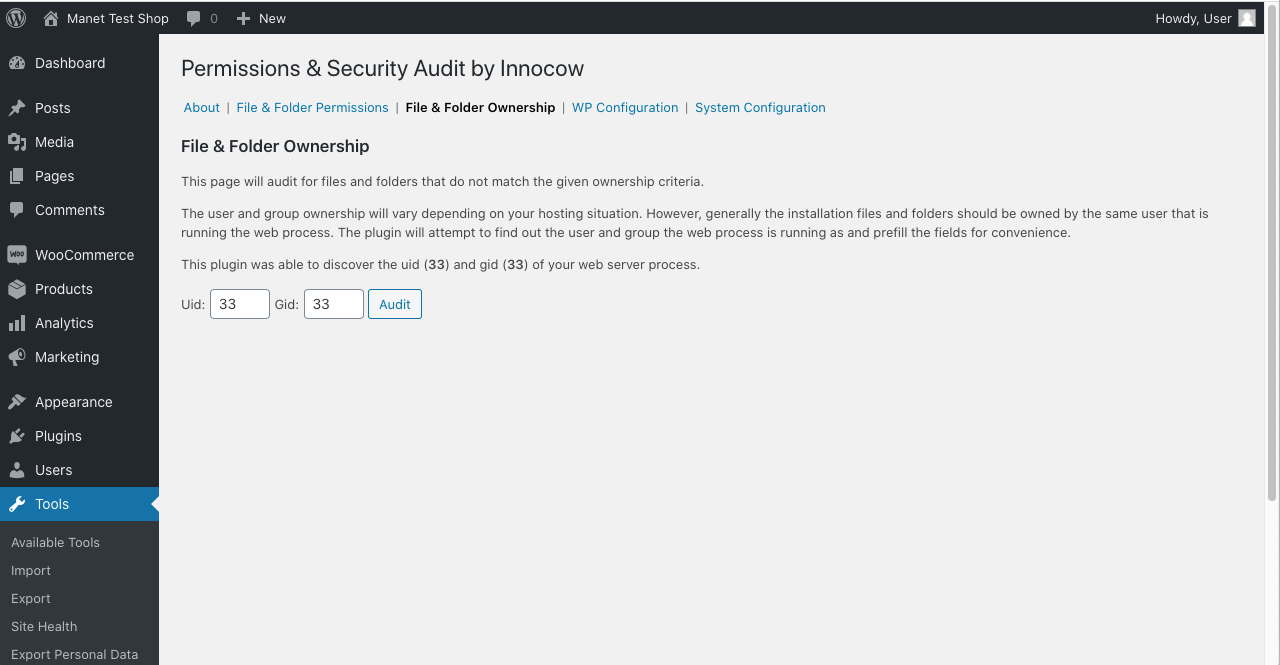 Manet Test Shop 0 New Howdy, User
Dashboard
Posts
Media
Pages
Comments
WooCommerce
Products
Analytics
Marketing
Appearance
Plugins
Users
Tools
Available Tools
Import
Export
Site Health
Export Personal Data
Permissions & Security Audit by Innocow
About | File & Folder Permissions | File & Folder Ownership | WP Configuration | System Configuration
File & Folder Ownership
This page will audit for files and folders that do not match the given ownership criteria.
The user and group ownership will vary depending on your hosting situation. However, generally the installation files and folders should be owned by the same user that is
running the web process. The plugin will attempt to find out the user and group the web process is running as and prefill the fields for convenience.
This plugin was able to discover the uid (33) and gid (33) of your web server process.
Uid: 33 Gid: 33 Audit